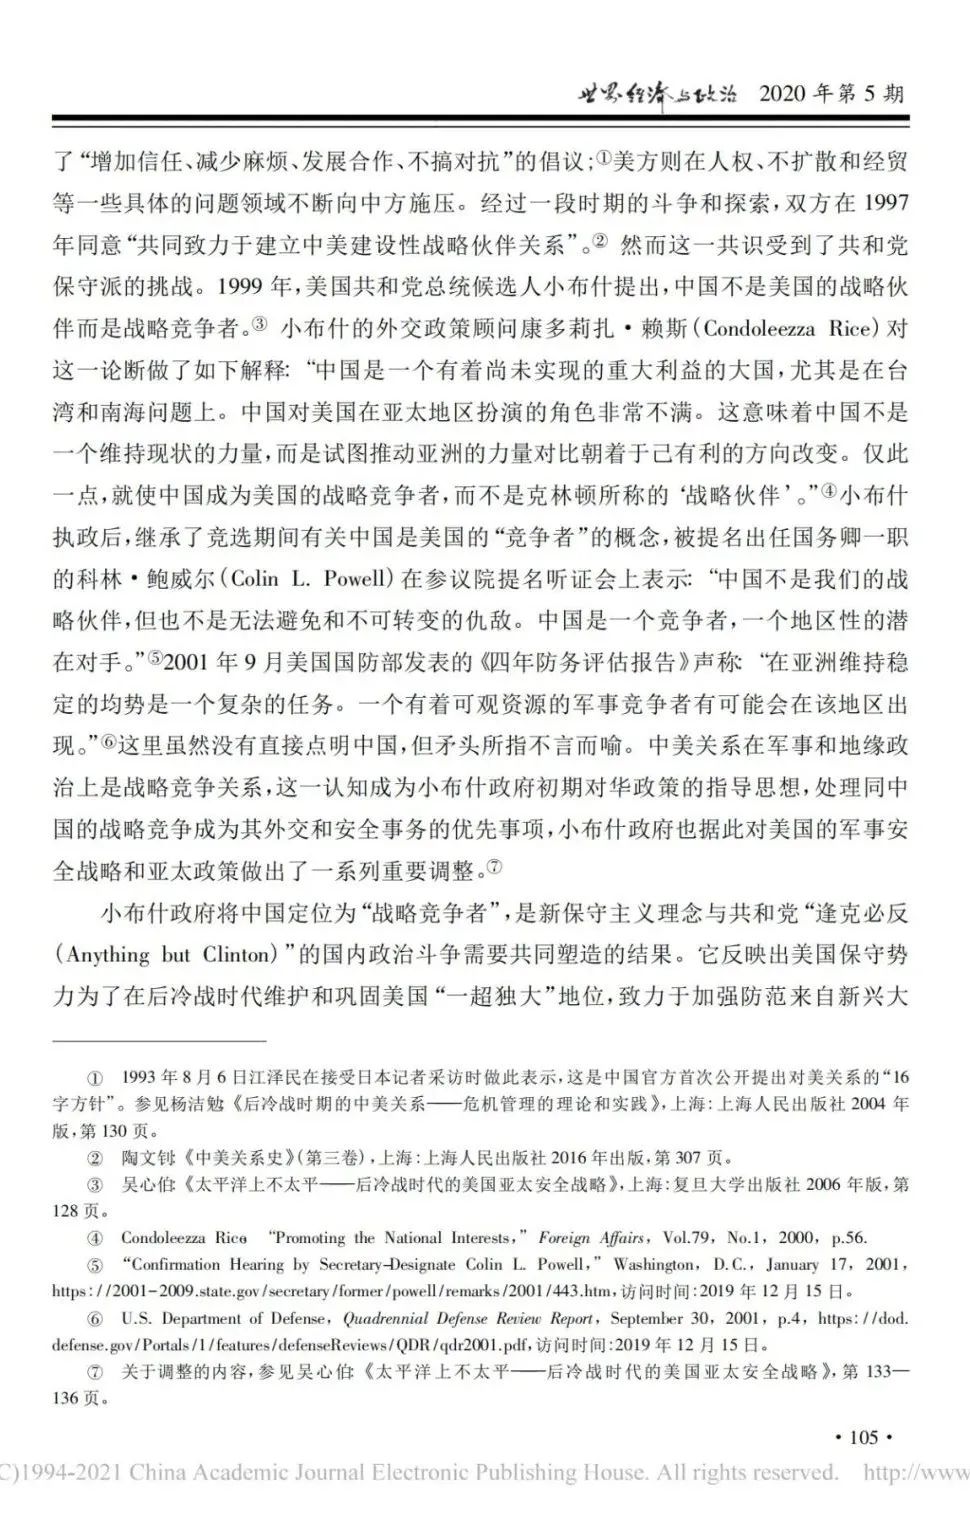 世界经济与政治 2020 年第 5 期
了“增加信任、减少麻烦、发展合作、不搞对抗”的倡议;①美方则在人权、不扩散和经贸
等一些具体的问题领域不断向中方施压。经过一段时期的斗争和探索,双方在 1997
年同意“共同致力于建立中美建设性战略伙伴关系”。② 然而这一共识受到了共和党
保守派的挑战。1999 年,美国共和党总统候选人小布什提出,中国不是美国的战略伙
伴而是战略竞争者。③ 小布什的外交政策顾问康多莉扎·赖斯(Condoleezza Rice)对
这一论断做了如下解释:“中国是一个有着尚未实现的重大利益的大国,尤其是在台
湾和南海问题上。中国对美国在亚太地区扮演的角色非常不满。这意味着中国不是
一个维持现状的力量,而是试图推动亚洲的力量对比朝着于己有利的方向改变。仅此
一点,就使中国成为美国的战略竞争者,而不是克林顿所称的‘战略伙伴’。”④小布什
执政后,继承了竞选期间有关中国是美国的“竞争者”的概念,被提名出任国务卿一职
的科林·鲍威尔(Colin L. Powell)在参议院提名听证会上表示:“中国不是我们的战
略伙伴,但也不是无法避免和不可转变的仇敌。中国是一个竞争者,一个地区性的潜
在对手。”⑤2001 年 9 月美国国防部发表的《四年防务评估报告》声称:“在亚洲维持稳
定的均势是一个复杂的任务。一个有着可观资源的军事竞争者有可能会在该地区出
现。”⑥这里虽然没有直接点明中国,但矛头所指不言而喻。中美关系在军事和地缘政
治上是战略竞争关系,这一认知成为小布什政府初期对华政策的指导思想,处理同中
国的战略竞争成为其外交和安全事务的优先事项,小布什政府也据此对美国的军事安
全战略和亚太政策做出了一系列重要调整。⑦
小布什政府将中国定位为“战略竞争者”,是新保守主义理念与共和党“逢克必反
(Anything but Clinton)”的国内政治斗争需要共同塑造的结果。它反映出美国保守势
力为了在后冷战时代维护和巩固美国“一超独大”地位,致力于加强防范来自新兴大
① 1993 年 8 月 6 日江泽民在接受日本记者采访时做此表示,这是中国官方首次公开提出对美关系的“16
字方针”。参见杨洁勉:《后冷战时期的中美关系——危机管理的理论和实践》,上海:上海人民出版社 2004 年
版,第 130 页。
② 陶文钊:《中美关系史》(第三卷),上海:上海人民出版社 2016 年出版,第 307 页。
③ 吴心伯:《太平洋上不太平——后冷战时代的美国亚太安全战略》,上海:复旦大学出版社 2006 年版,第
128 页。
④ Condoleezza Rice, “Promoting the National Interests,” Foreign Affairs, Vol.79, No.1, 2000, p.56.
⑤ “Confirmation Hearing by Secretary-Designate Colin L. Powell,” Washington, D.C., January 17, 2001,
https://2001-2009.state.gov/secretary/former/powell/remarks/2001/443.htm,访问时间:2019 年 12 月 15 日。
⑥ U.S. Department of Defense, Quadrennial Defense Review Report, September 30, 2001, p.4, https://dod.
defense.gov/Portals/1/features/defenseReviews/QDR/qdr2001.pdf,访问时间:2019 年 12 月 15 日。
⑦ 关于调整的内容,参见吴心伯:《太平洋上不太平——后冷战时代的美国亚太安全战略》,第 133—
136 页。
· 105 ·
C)1994-2021 China Academic Journal Electronic Publishing House. All rights reserved. http://www